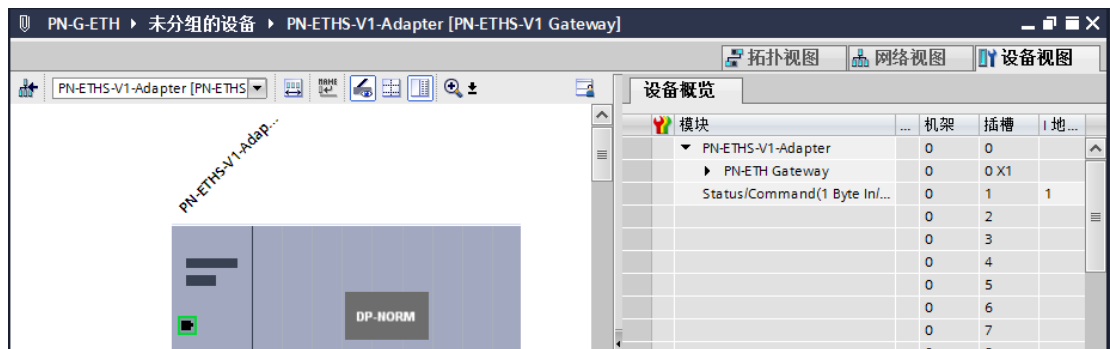 PN-G-ETH ▸ 未分组的设备 ▸ PN-ETHS-V1-Adapter [PN-ETHS-V1 Gateway]
拓扑视图 网络视图 设备视图
PN-ETHS-V1-Adapter [PN-ETHS
设备概览
模块 ... 机架 插槽 I 地...
PN-ETHS-V1-Adapter 0 0
PN-ETH Gateway 0 0 X1
Status/Command(1 Byte In/... 0 1 1
0 2
0 3
0 4
0 5
0 6
0 7
PN-ETHS-V1-Adap...
DP-NORM